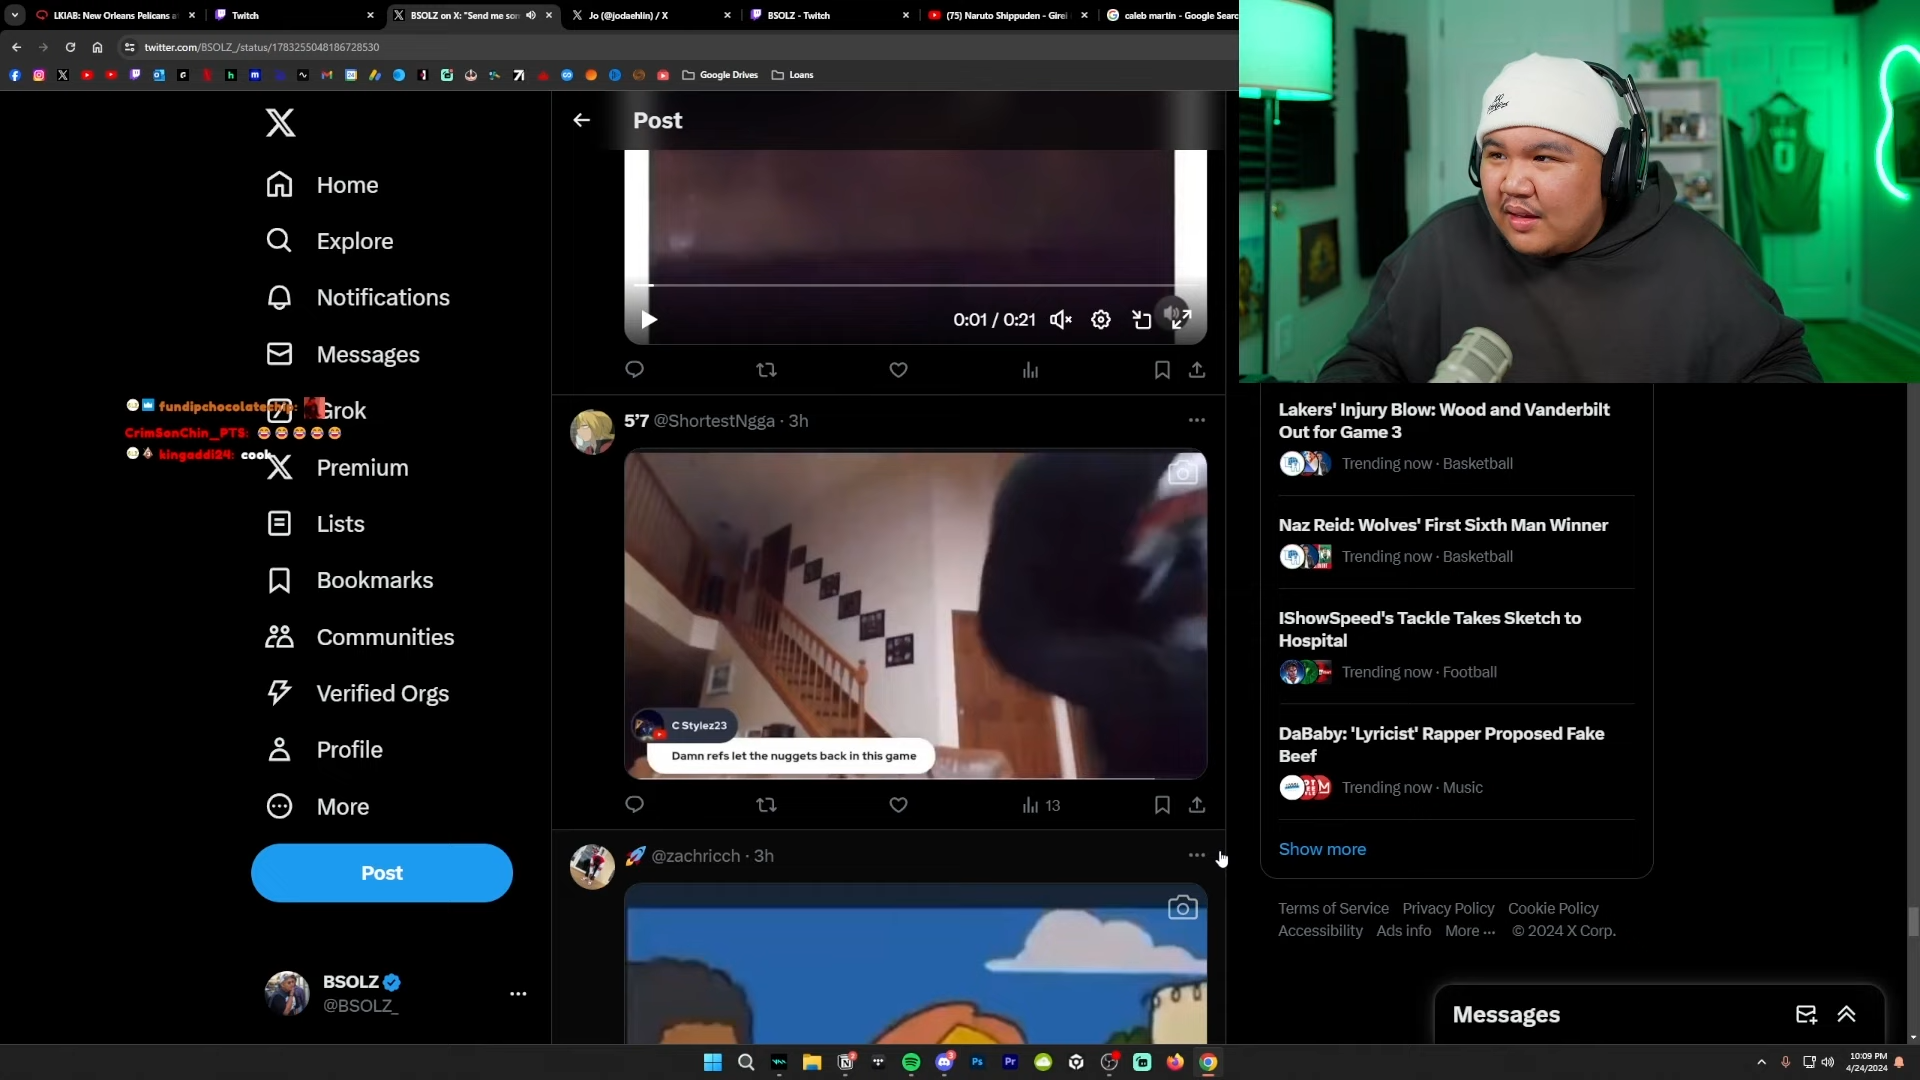 LKIAB: New Orleans Pelicans a
Twitch
BSOLZ on X: "Send me son
Jo (@jodaehlin) / X
BSOLZ - Twitch
(75) Naruto Shippuden - Girei
caleb martin - Google Searc
twitter.com/BSOLZ_/status/1783255048186728530
Google Drives
Loans
Post
Home
Explore
Notifications
Messages
Grok
Premium
Lists
Bookmarks
Communities
Verified Orgs
Profile
More
Post
BSOLZ
@BSOLZ_
fundipchocolatechip:
CrimSonChin_PTS:
kingaddi24: cook
0:01 / 0:21
5'7 @ShortestNgga · 3h
C Stylez23
Damn refs let the nuggets back in this game
13
@zachricch · 3h
0
Lakers' Injury Blow: Wood and Vanderbilt
Out for Game 3
Trending now · Basketball
Naz Reid: Wolves' First Sixth Man Winner
Trending now · Basketball
IShowSpeed's Tackle Takes Sketch to
Hospital
Trending now · Football
DaBaby: 'Lyricist' Rapper Proposed Fake
Beef
Trending now · Music
Show more
Terms of Service Privacy Policy Cookie Policy
Accessibility Ads info More ··· © 2024 X Corp.
Messages
10:09 PM
4/24/2024